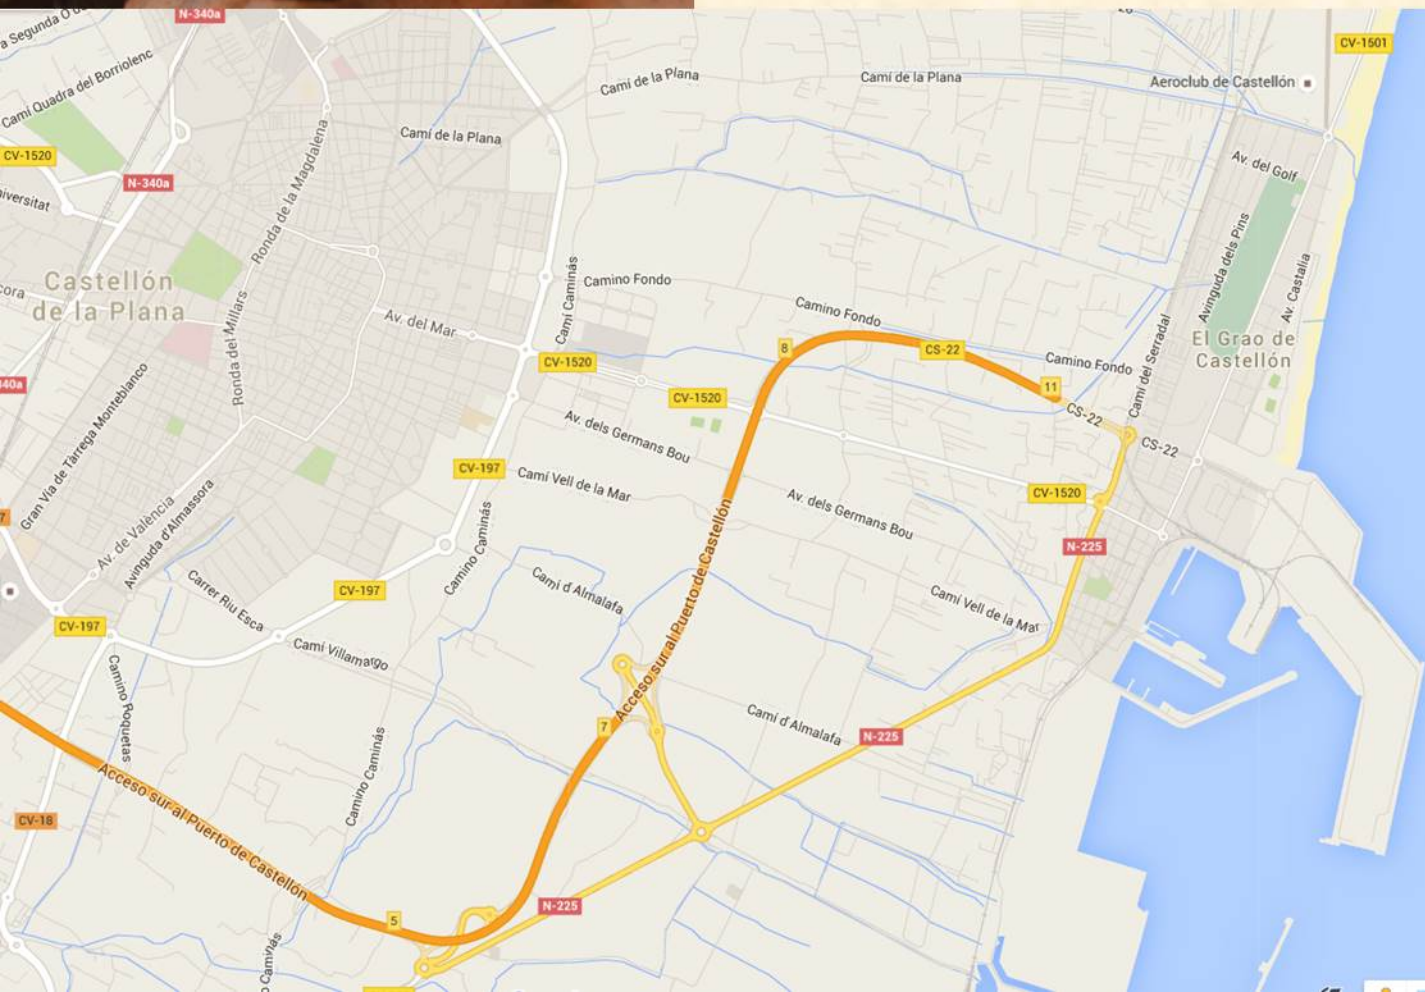 N-340a
Camí Quadra del Borriolenc
CV-1520
N-340a
Ronda de la Magdalena
Camí de la Plana
Camí de la Plana
Camí de la Plana
CV-1501
Aeroclub de Castellón
Av. del Golf
Avinguda dels Pins
Av. Castalia
Castellón
de la Plana
Ronda del Millars
Av. del Mar
Camí Caminás
Camino Fondo
Camino Fondo
Camino Fondo
Camí del Serradal
El Grao de
Castellón
8
CS-22
11
CS-22
CS-22
CV-1520
CV-1520
CV-1520
Gran Vía de Tàrrega Monteblanco
Av. dels Germans Bou
Av. dels Germans Bou
CV-197
Camí Vell de la Mar
Camí Vell de la Mar
Av. de València
Avinguda d'Almassora
Camino Caminás
N-225
Carrer Riu Esca
CV-197
CV-197
Camí d'Almalafa
Camí d'Almalafa
Camí Villamargo
Camino Roquetas
Camino Caminás
Acceso sur al Puerto de Castellón
7
N-225
Acceso sur al Puerto de Castellón
CV-18
5
N-225